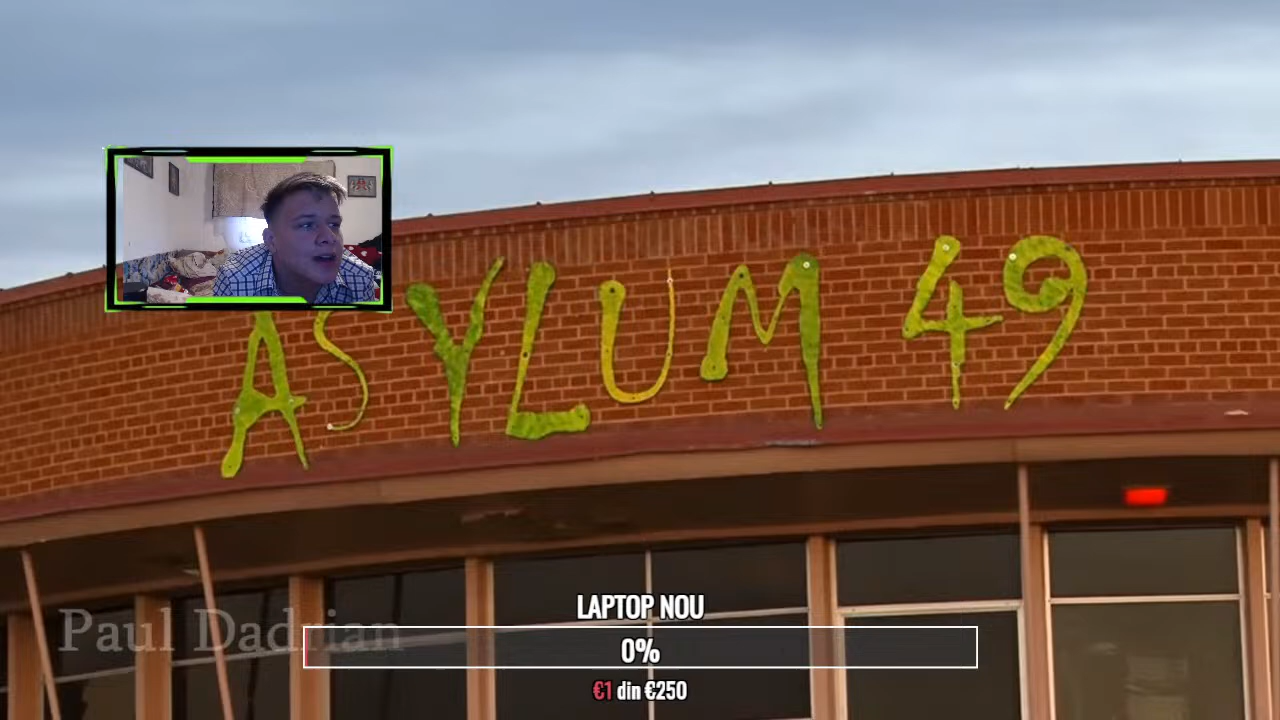 ASYLUM 49
Paul Dadrian
LAPTOP NOU
0%
€1 din €250